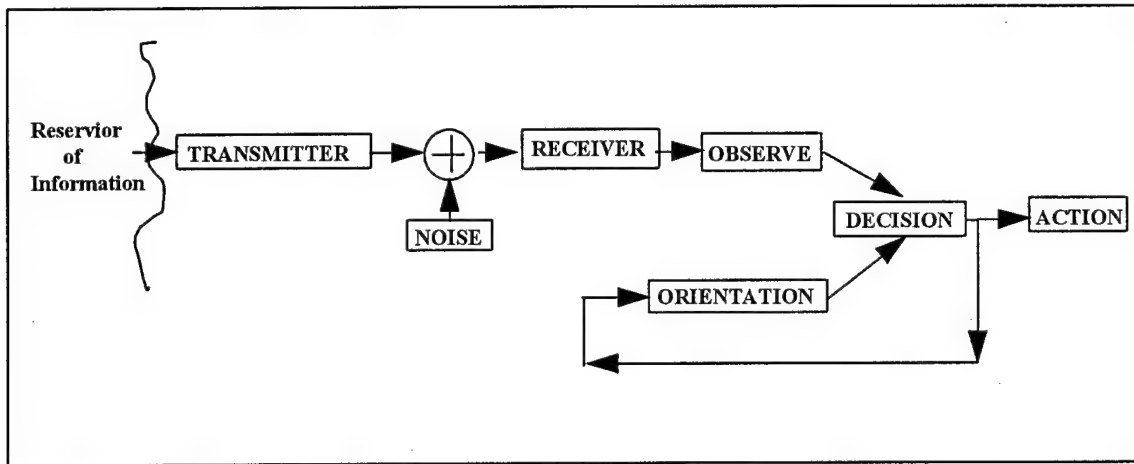 Reservior
of
Information
TRANSMITTER
NOISE
RECEIVER
OBSERVE
DECISION
ACTION
ORIENTATION